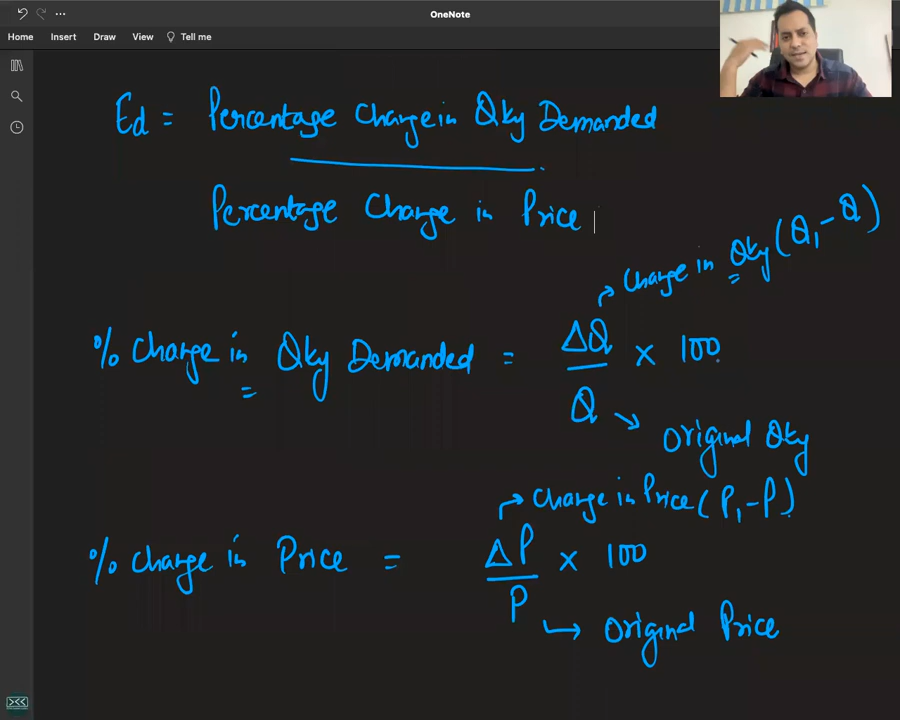 OneNote
Home Insert Draw View Tell me
Ed = Percentage Change in Qty Demanded
Percentage Change in Price
→ Change in Qty (Q1 - Q)
% Change in Qty Demanded = ΔQ × 100
Q → Original Qty
→ Change in Price (P1 - P)
% Change in Price = ΔP × 100
P → Original Price